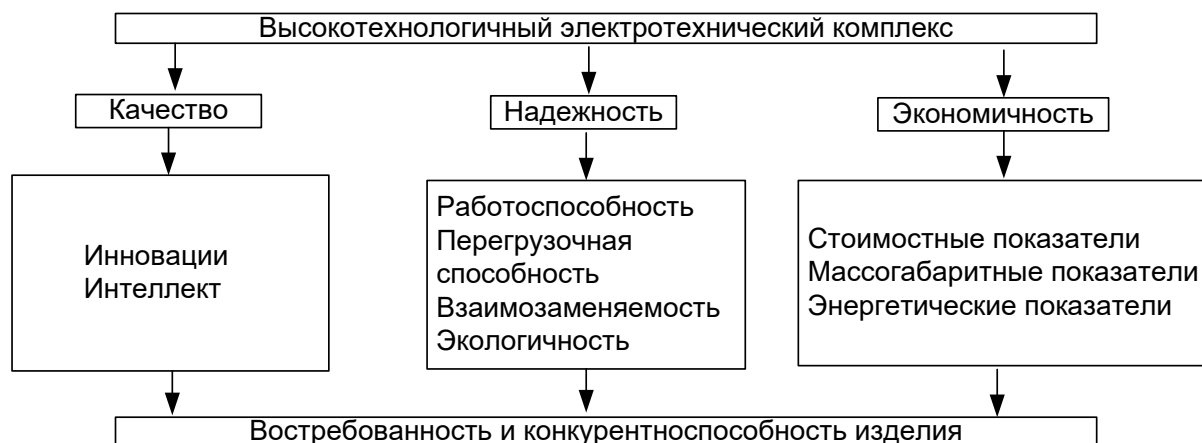 Высокотехнологичный электротехнический комплекс
Качество
Надежность
Экономичность
Инновации
Интеллект
Работоспособность
Перегрузочная
способность
Взаимозаменяемость
Экологичность
Стоимостные показатели
Массогабаритные показатели
Энергетические показатели
Востребованность и конкурентноспособность изделия